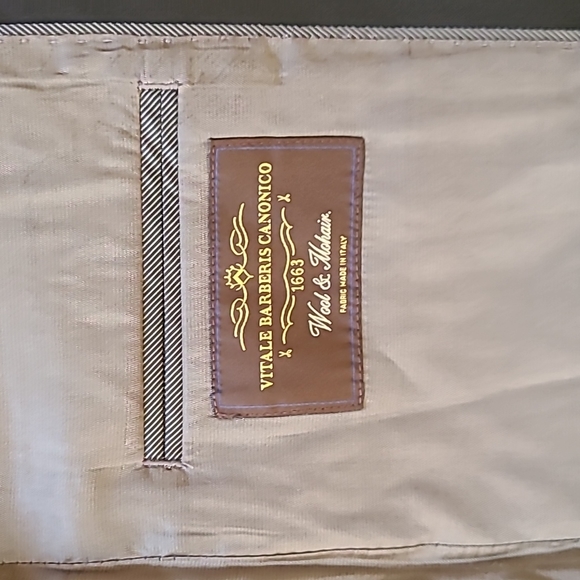 VITALE BARBERIS CANONICO
1663
Wool & Mohair.
FABRIC MADE IN ITALY